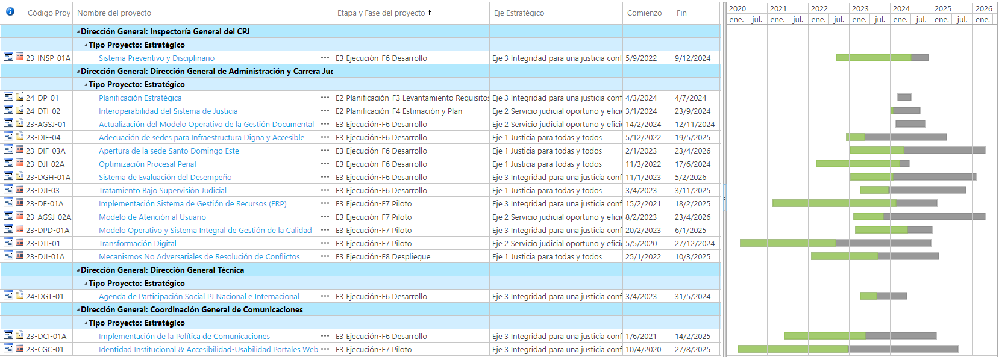 Código Proy Nombre del proyecto Etapa y Fase del proyecto ↑ Eje Estratégico Comienzo Fin
2020 2021 2022 2023 2024 2025 2026
ene. jul. ene. jul. ene. jul. ene. jul. ene. jul. ene. jul. ene.
Dirección General: Inspectoría General del CPJ
Tipo Proyecto: Estratégico
23-INSP-01A Sistema Preventivo y Disciplinario ··· E3 Ejecución-F6 Desarrollo Eje 3 Integridad para una justicia conf 5/9/2022 9/12/2024
Dirección General: Dirección General de Administración y Carrera Jud
Tipo Proyecto: Estratégico
24-DP-01 Planificación Estratégica ··· E2 Planificación-F3 Levantamiento Requisitos Eje 3 Integridad para una justicia conf 4/3/2024 4/7/2024
24-DTI-02 Interoperabilidad del Sistema de Justicia ··· E2 Planificación-F4 Estimación y Plan Eje 2 Servicio judicial oportuno y eficie 3/1/2024 23/9/2024
23-AGSJ-01 Actualización del Modelo Operativo de la Gestión Documental ··· E3 Ejecución-F6 Desarrollo Eje 2 Servicio judicial oportuno y eficie 14/2/2024 12/11/2024
23-DIF-04 Adecuación de sedes para Infraestructura Digna y Accesible ··· E3 Ejecución-F6 Desarrollo Eje 1 Justicia para todas y todos 5/12/2022 19/5/2025
23-DIF-03A Apertura de la sede Santo Domingo Este ··· E3 Ejecución-F6 Desarrollo Eje 1 Justicia para todas y todos 2/1/2023 23/4/2026
23-DJI-02A Optimización Procesal Penal ··· E3 Ejecución-F6 Desarrollo Eje 1 Justicia para todas y todos 11/3/2022 17/6/2024
23-DGH-01A Sistema de Evaluación del Desempeño ··· E3 Ejecución-F6 Desarrollo Eje 3 Integridad para una justicia conf 11/1/2023 5/2/2026
23-DJI-03 Tratamiento Bajo Supervisión Judicial ··· E3 Ejecución-F6 Desarrollo Eje 1 Justicia para todas y todos 3/4/2023 3/11/2025
23-DF-01A Implementación Sistema de Gestión de Recursos (ERP) ··· E3 Ejecución-F7 Piloto Eje 3 Integridad para una justicia conf 15/2/2021 18/2/2025
23-AGSJ-02A Modelo de Atención al Usuario ··· E3 Ejecución-F7 Piloto Eje 2 Servicio judicial oportuno y eficie 8/2/2023 23/4/2026
23-DPD-01A Modelo Operativo y Sistema Integral de Gestión de la Calidad ··· E3 Ejecución-F7 Piloto Eje 3 Integridad para una justicia conf 20/2/2023 6/1/2025
23-DTI-01 Transformación Digital ··· E3 Ejecución-F7 Piloto Eje 2 Servicio judicial oportuno y eficie 5/5/2020 27/12/2024
23-DJI-01A Mecanismos No Adversariales de Resolución de Conflictos ··· E3 Ejecución-F8 Despliegue Eje 1 Justicia para todas y todos 25/1/2022 10/3/2025
Dirección General: Dirección General Técnica
Tipo Proyecto: Estratégico
24-DGT-01 Agenda de Participación Social PJ Nacional e Internacional ··· E3 Ejecución-F6 Desarrollo Eje 3 Integridad para una justicia conf 3/4/2023 31/5/2024
Dirección General: Coordinación General de Comunicaciones
Tipo Proyecto: Estratégico
23-DCI-01A Implementación de la Política de Comunicaciones ··· E3 Ejecución-F6 Desarrollo Eje 3 Integridad para una justicia conf 1/6/2021 14/2/2025
23-CGC-01 Identidad Institucional & Accesibilidad-Usabilidad Portales Web ··· E3 Ejecución-F7 Piloto Eje 3 Integridad para una justicia conf 10/4/2020 27/8/2025